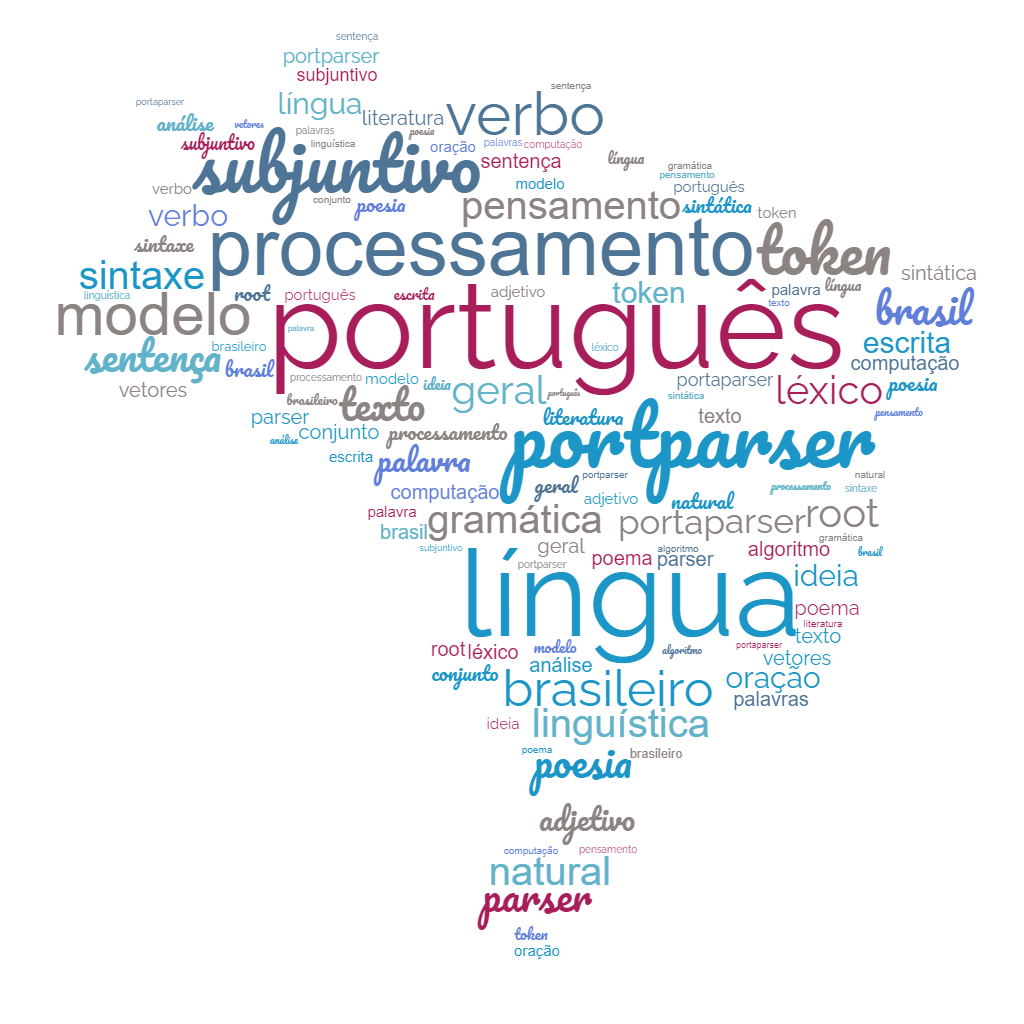 sentença
portparser
subjuntivo
sentença
portaparser
língua
literatura
verbo
análise
vetores
palavras
poesia
subjuntivo
linguística
oração
palavras
computação
subjuntivo
sentença
língua
gramática
pensamento
modelo
português
verbo
conjunto
poesia
pensamento
sintática
token
verbo
sintaxe
processamento
token
sintaxe
sintática
linguística
root
português
escrita
adjetivo
token
palavra
língua
modelo
português
texto
brasil
palavra
sentença
brasileiro
léxico
escrita
computação
vetores
brasil
processamento
modelo
ideia
geral
portaparser
léxico
poesia
brasileiro
texto
português
sintática
parser
conjunto
processamento
literatura
texto
pensamento
análise
escrita
palavra
portparser
computação
geral
portparser
adjetivo
natural
processamento
natural
sintaxe
palavra
brasil
gramática
portaparser
root
subjuntivo
geral
portparser
poema
algoritmo
parser
algoritmo
gramática
brasil
língua
ideia
poema
literatura
texto
root
léxico
modelo
algoritmo
portaparser
vetores
conjunto
análise
brasileiro
oração
palavras
ideia
linguística
poema
brasileiro
poesia
adjetivo
computação
pensamento
natural
parser
token
oração